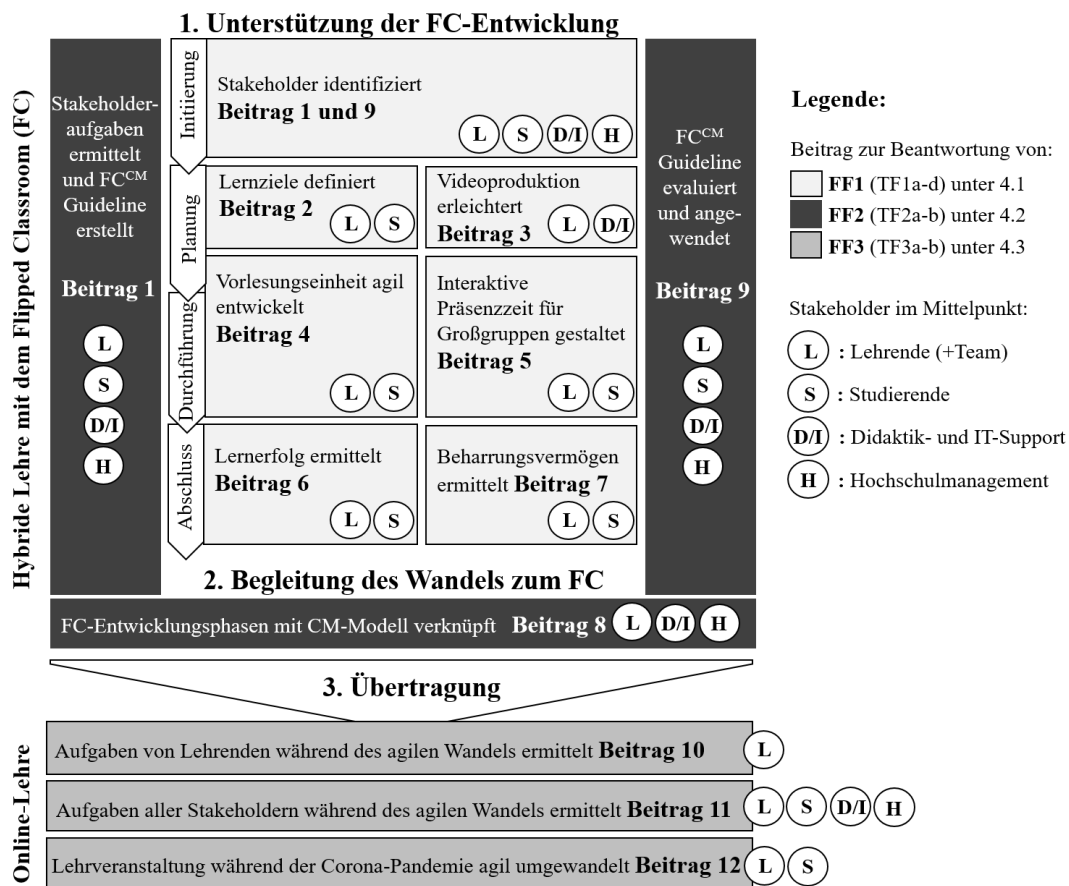 1. Unterstützung der FC-Entwicklung
Hybride Lehre mit dem Flipped Classroom (FC)
Stakeholder-
aufgaben
ermittelt
und FCᶜᴹ
Guideline
erstellt
Beitrag 1
L
S
D/I
H
Initiierung
Stakeholder identifiziert
Beitrag 1 und 9
L S D/I H
Planung
Lernziele definiert
Beitrag 2
L S
Videoproduktion
erleichtert
Beitrag 3
L D/I
Durchführung
Vorlesungseinheit agil
entwickelt
Beitrag 4
L S
Interaktive
Präsenzzeit für
Großgruppen gestaltet
Beitrag 5
L S
Abschluss
Lernerfolg ermittelt
Beitrag 6
L S
Beharrungsvermögen
ermittelt Beitrag 7
L S
FCᶜᴹ
Guideline
evaluiert
und ange-
wendet
Beitrag 9
L
S
D/I
H
2. Begleitung des Wandels zum FC
FC-Entwicklungsphasen mit CM-Modell verknüpft Beitrag 8 L D/I H
3. Übertragung
Online-Lehre
Aufgaben von Lehrenden während des agilen Wandels ermittelt Beitrag 10 L
Aufgaben aller Stakeholdern während des agilen Wandels ermittelt Beitrag 11 L S D/I H
Lehrveranstaltung während der Corona-Pandemie agil umgewandelt Beitrag 12 L S
Legende:
Beitrag zur Beantwortung von:
FF1 (TF1a-d) unter 4.1
FF2 (TF2a-b) unter 4.2
FF3 (TF3a-b) unter 4.3
Stakeholder im Mittelpunkt:
L : Lehrende (+Team)
S : Studierende
D/I : Didaktik- und IT-Support
H : Hochschulmanagement